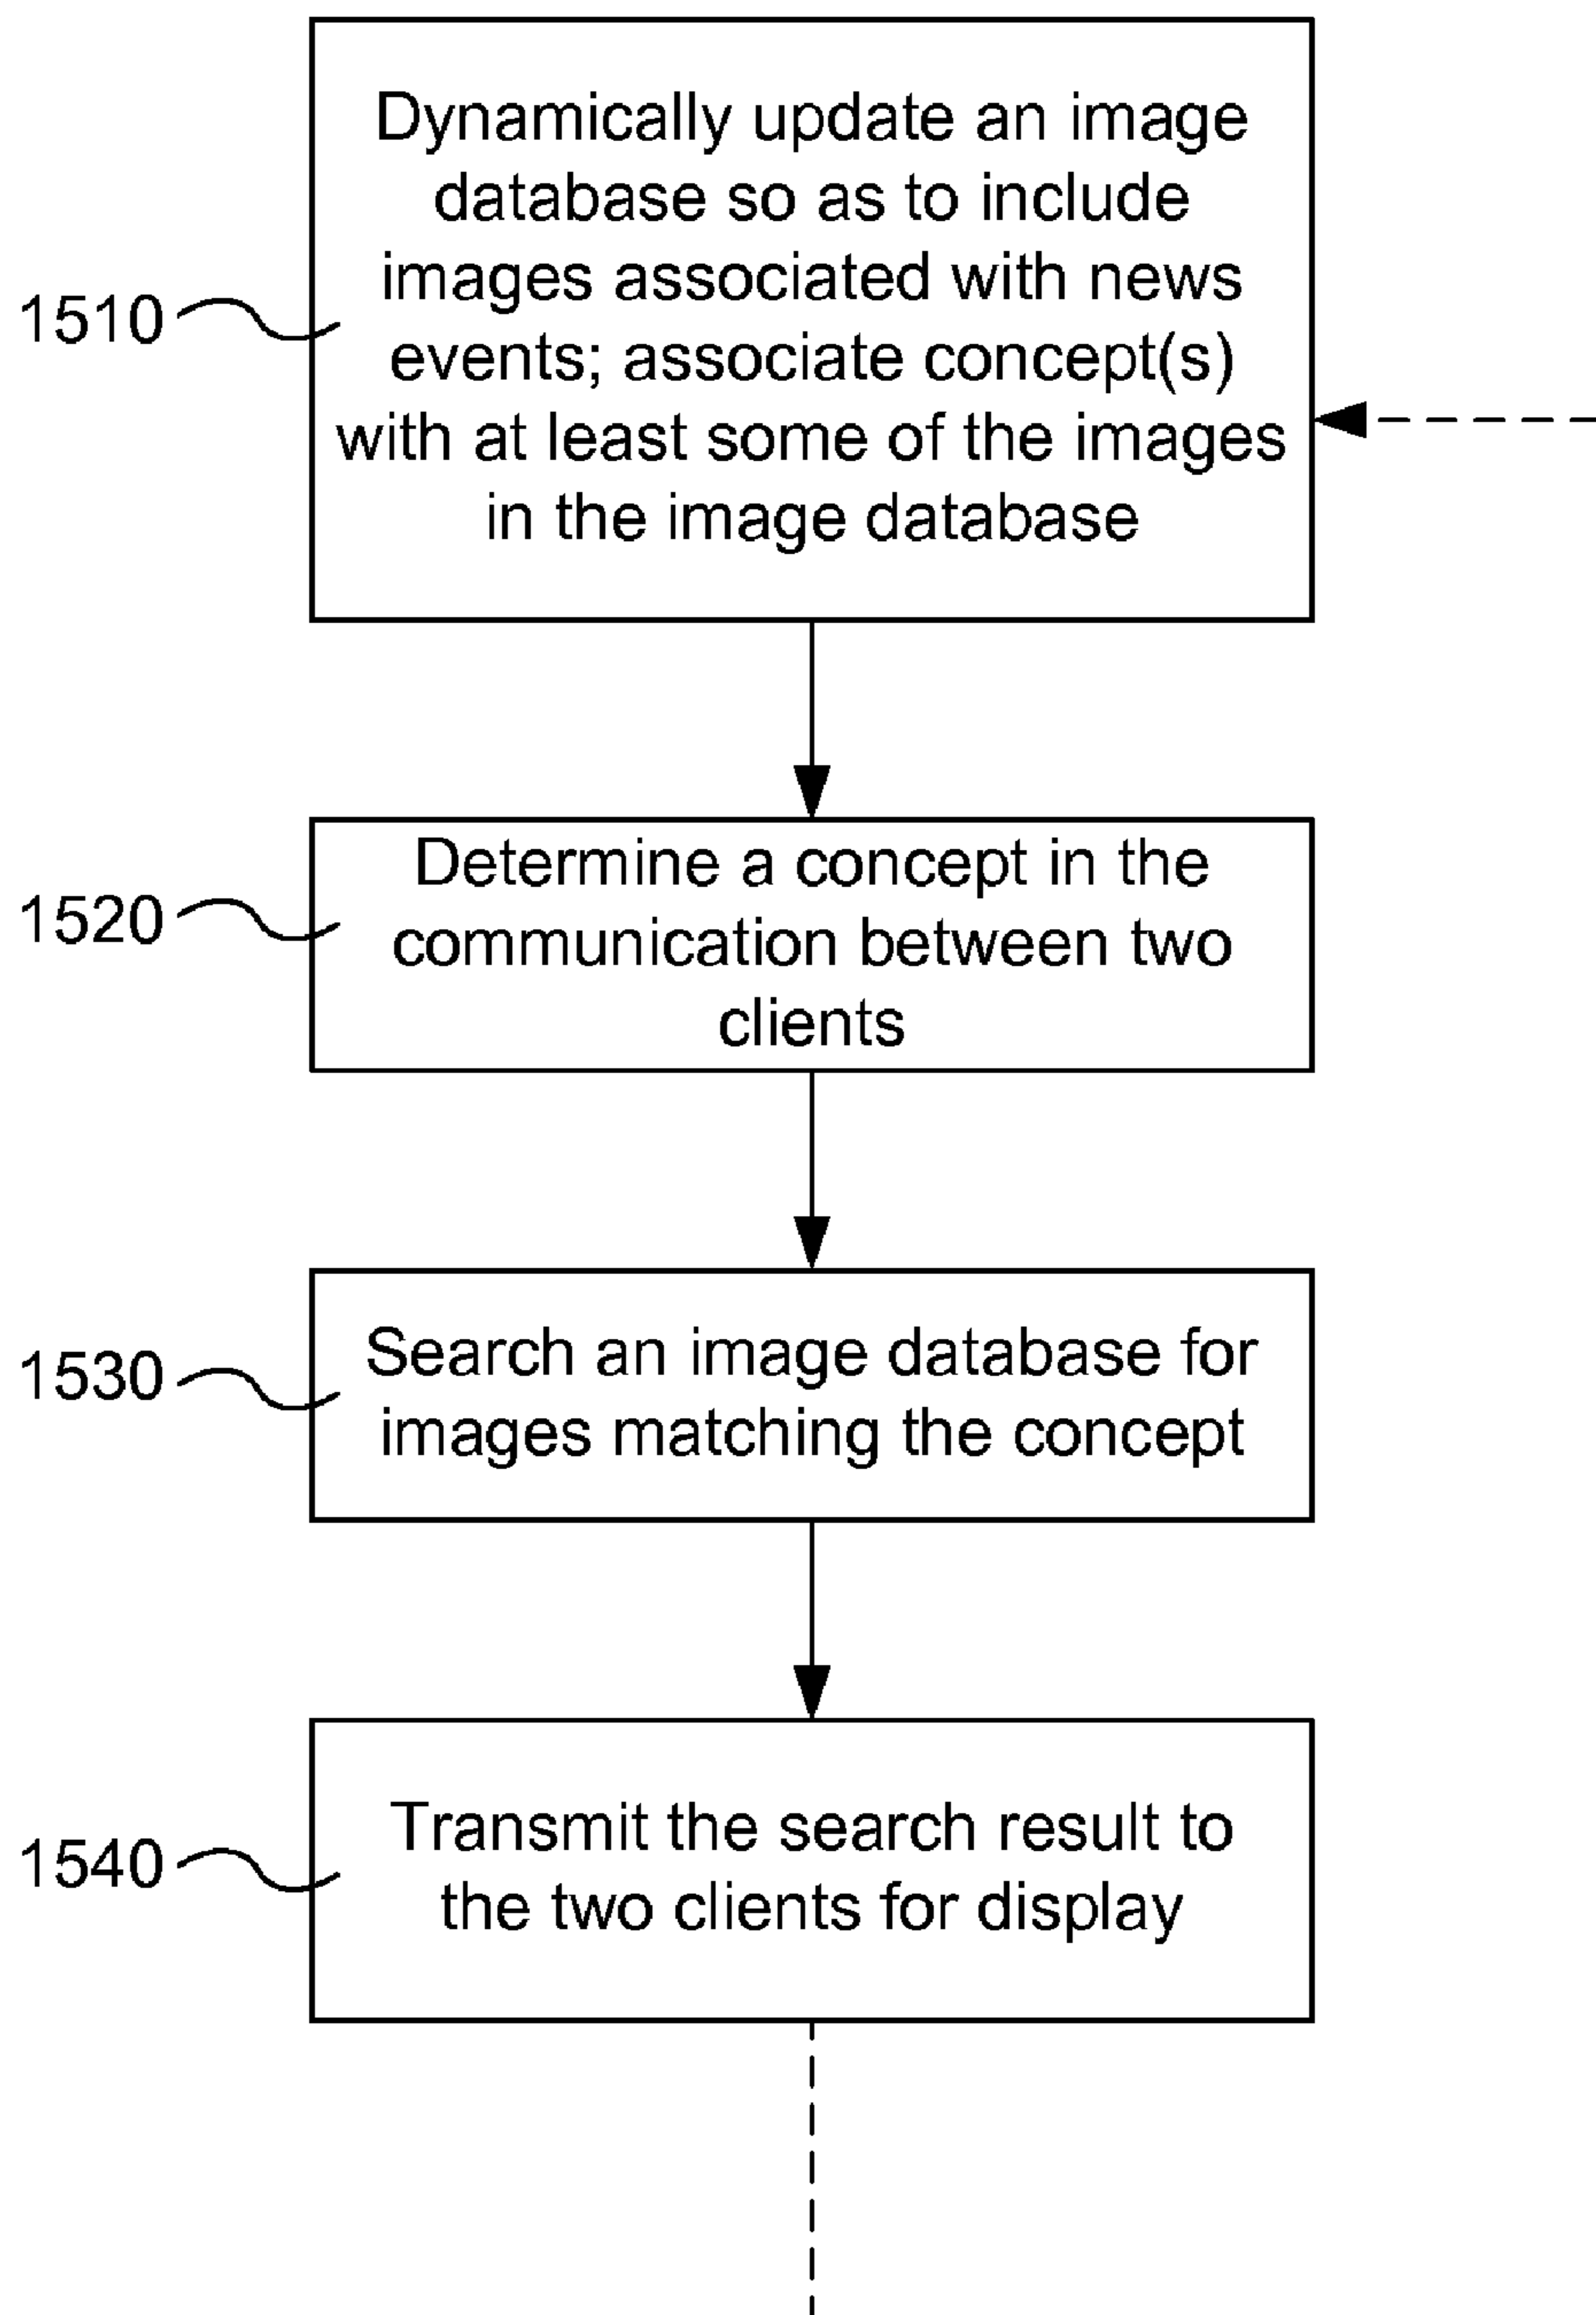 Dynamically update an image
database so as to include
images associated with news
events; associate concept(s)
with at least some of the images
in the image database
1510
Determine a concept in the
communication between two
clients
1520
Search an image database for
images matching the concept
1530
Transmit the search result to
the two clients for display
1540